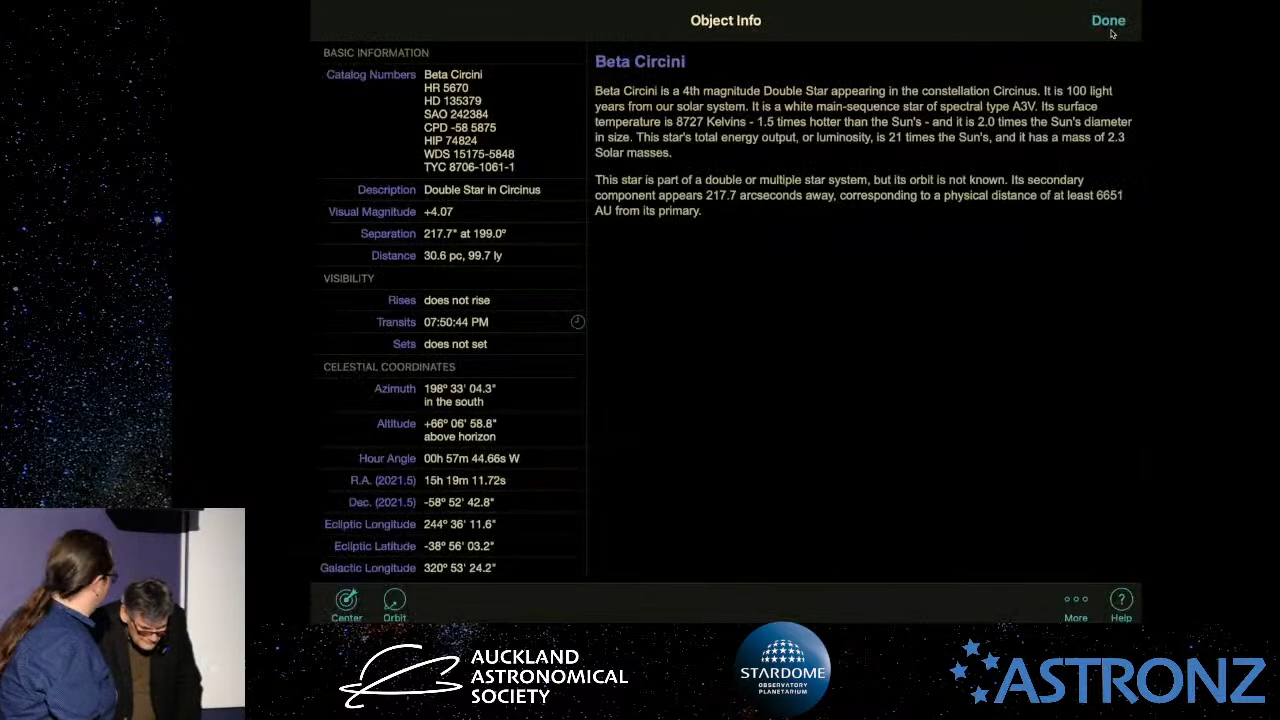 Object Info
Done
BASIC INFORMATION
Catalog Numbers Beta Circini
HR 5670
HD 135379
SAO 242384
CPD -58 5875
HIP 74824
WDS 15175-5848
TYC 8706-1061-1
Description Double Star in Circinus
Visual Magnitude +4.07
Separation 217.7" at 199.0°
Distance 30.6 pc, 99.7 ly
VISIBILITY
Rises does not rise
Transits 07:50:44 PM
Sets does not set
CELESTIAL COORDINATES
Azimuth 198° 33' 04.3"
in the south
Altitude +66° 06' 58.8"
above horizon
Hour Angle 00h 57m 44.66s W
R.A. (2021.5) 15h 19m 11.72s
Dec. (2021.5) -58° 52' 42.8"
Ecliptic Longitude 244° 36' 11.6"
Ecliptic Latitude -38° 56' 03.2"
Galactic Longitude 320° 53' 24.2"
Beta Circini
Beta Circini is a 4th magnitude Double Star appearing in the constellation Circinus. It is 100 light
years from our solar system. It is a white main-sequence star of spectral type A3V. Its surface
temperature is 8727 Kelvins - 1.5 times hotter than the Sun's - and it is 2.0 times the Sun's diameter
in size. This star's total energy output, or luminosity, is 21 times the Sun's, and it has a mass of 2.3
Solar masses.
This star is part of a double or multiple star system, but its orbit is not known. Its secondary
component appears 217.7 arcseconds away, corresponding to a physical distance of at least 6651
AU from its primary.
Center
Orbit
More
Help
AUCKLAND
ASTRONOMICAL
SOCIETY
STARDOME
OBSERVATORY
PLANETARIUM
ASTRONZ